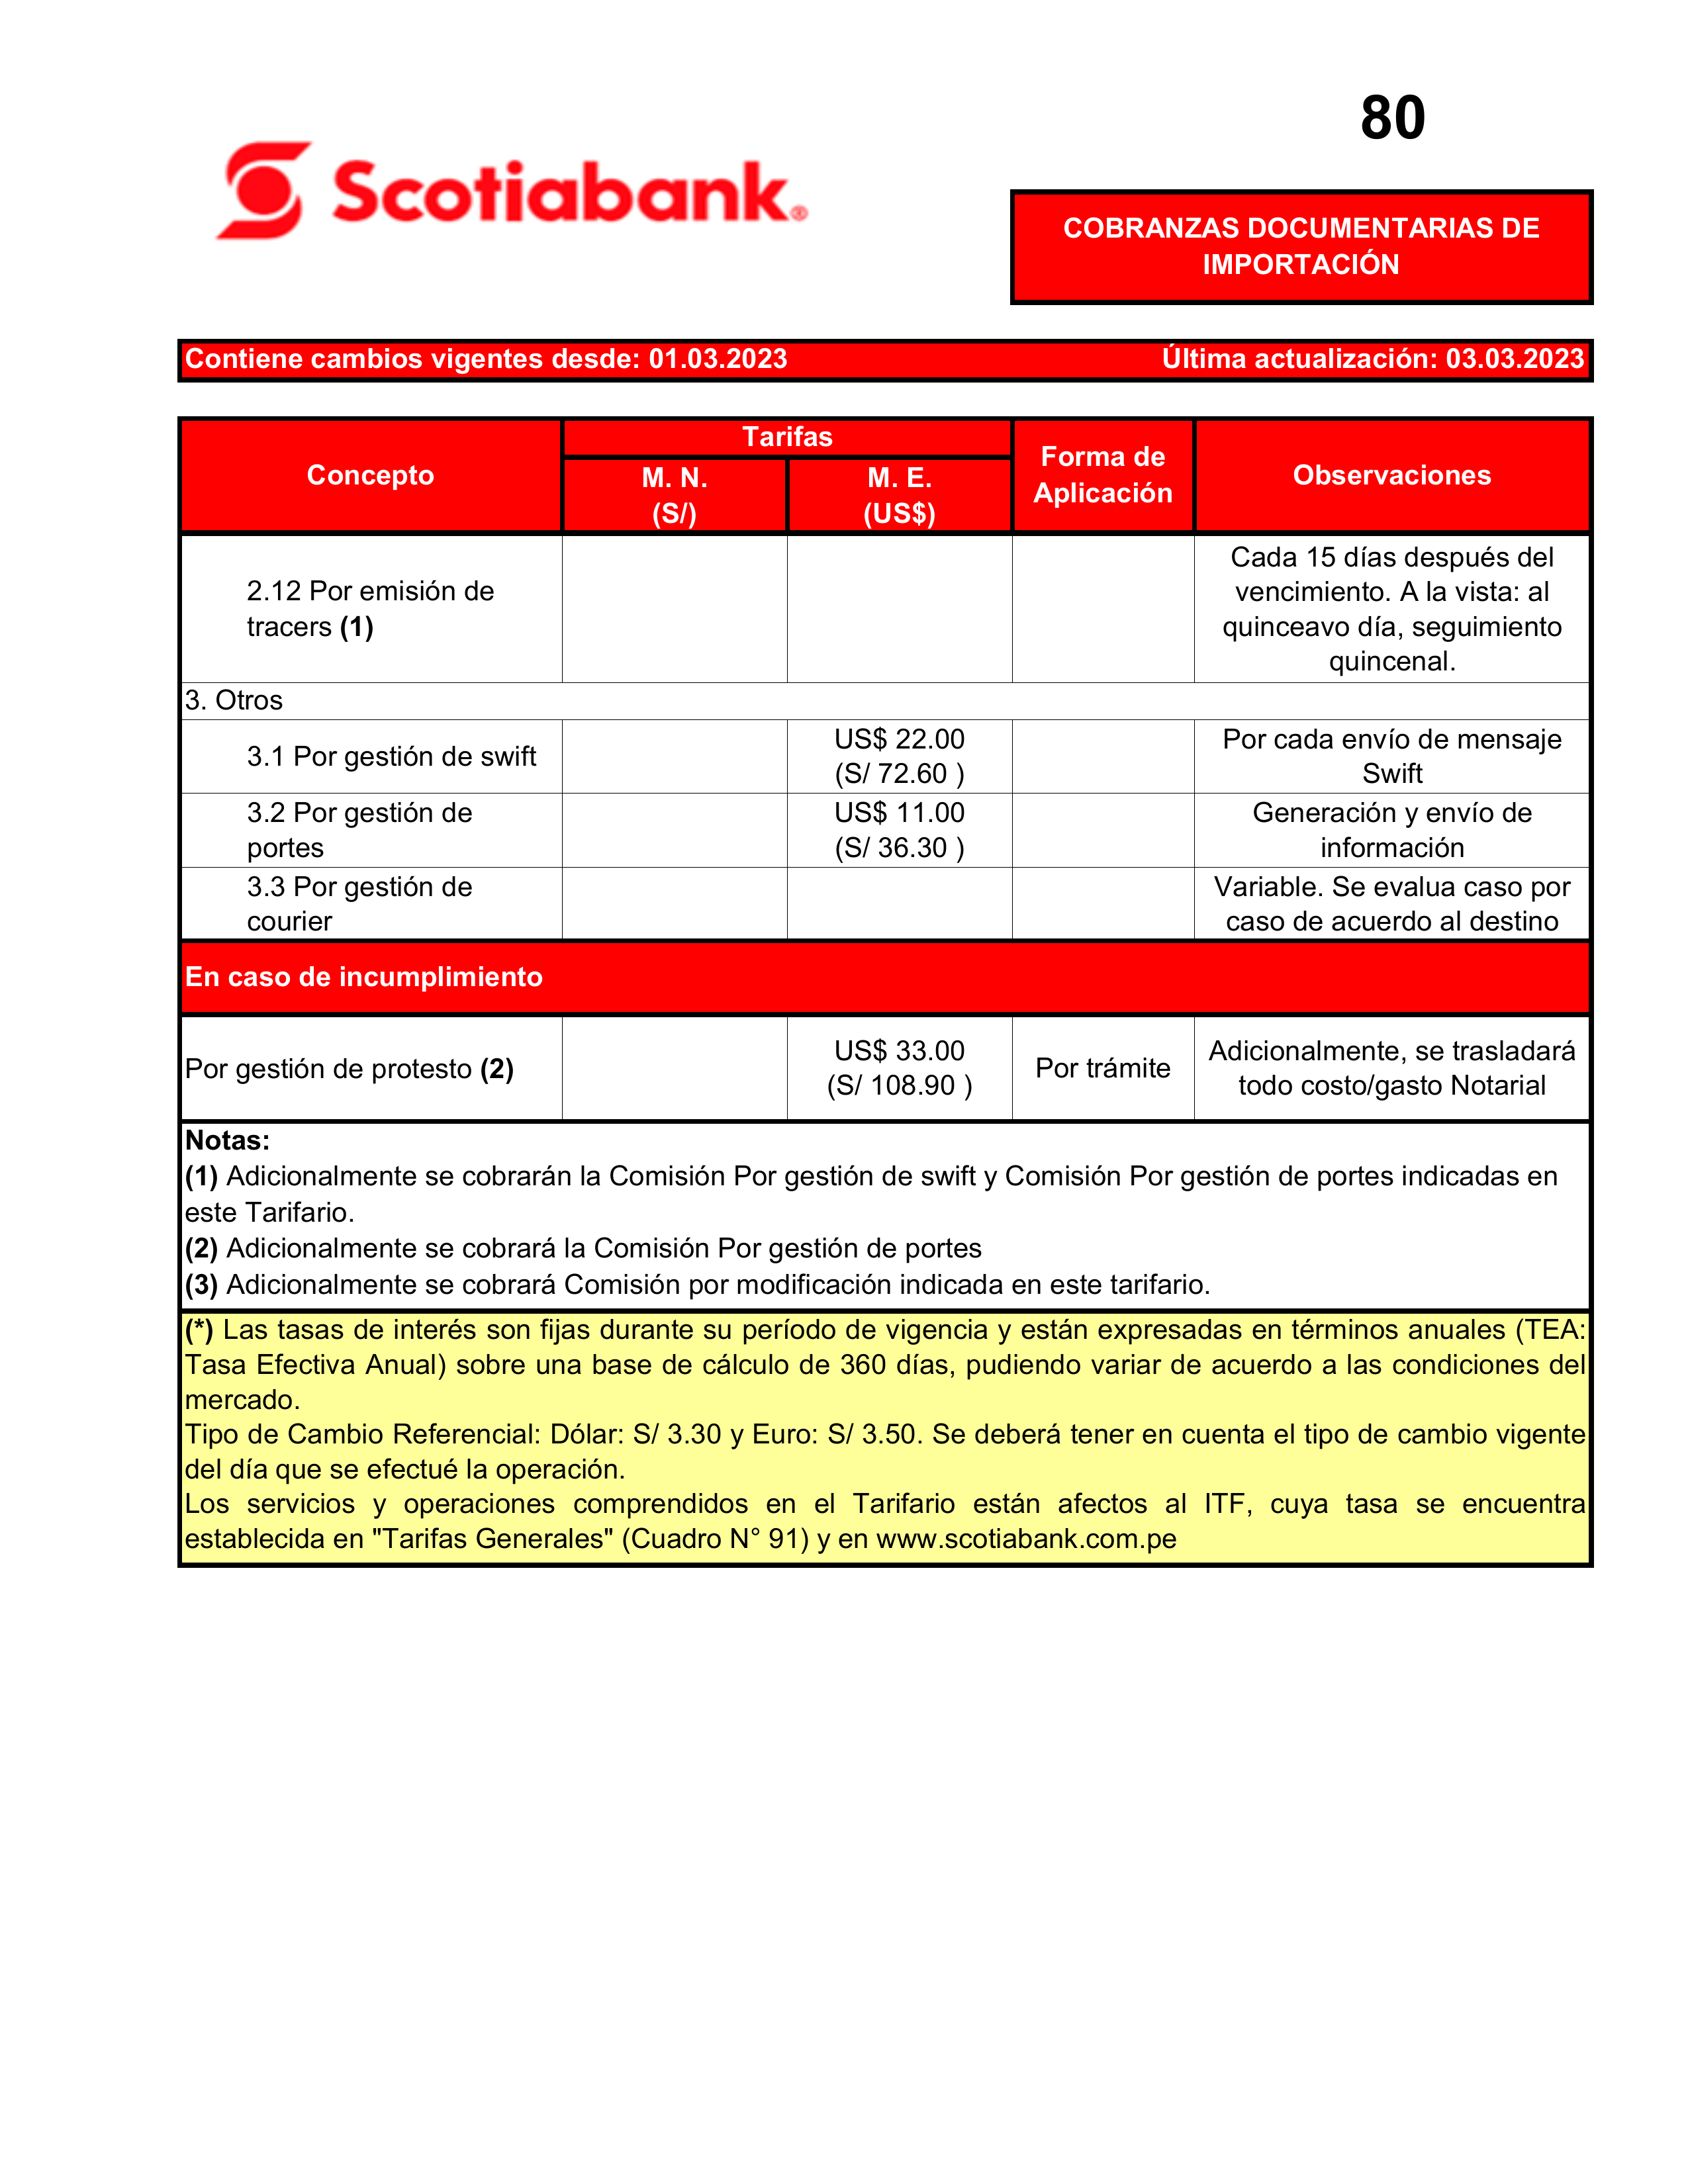 80
Scotiabank®
COBRANZAS DOCUMENTARIAS DE
IMPORTACIÓN
Contiene cambios vigentes desde: 01.03.2023 Última actualización: 03.03.2023
Concepto
Tarifas
M. N.
(S/)
M. E.
(US$)
Forma de
Aplicación
Observaciones
2.12 Por emisión de
tracers (1)
Cada 15 días después del
vencimiento. A la vista: al
quinceavo día, seguimiento
quincenal.
3. Otros
3.1 Por gestión de swift
US$ 22.00
(S/ 72.60 )
Por cada envío de mensaje
Swift
3.2 Por gestión de
portes
US$ 11.00
(S/ 36.30 )
Generación y envío de
información
3.3 Por gestión de
courier
Variable. Se evalua caso por
caso de acuerdo al destino
En caso de incumplimiento
Por gestión de protesto (2)
US$ 33.00
(S/ 108.90 )
Por trámite
Adicionalmente, se trasladará
todo costo/gasto Notarial
Notas:
(1) Adicionalmente se cobrarán la Comisión Por gestión de swift y Comisión Por gestión de portes indicadas en
este Tarifario.
(2) Adicionalmente se cobrará la Comisión Por gestión de portes
(3) Adicionalmente se cobrará Comisión por modificación indicada en este tarifario.
(*) Las tasas de interés son fijas durante su período de vigencia y están expresadas en términos anuales (TEA:
Tasa Efectiva Anual) sobre una base de cálculo de 360 días, pudiendo variar de acuerdo a las condiciones del
mercado.
Tipo de Cambio Referencial: Dólar: S/ 3.30 y Euro: S/ 3.50. Se deberá tener en cuenta el tipo de cambio vigente
del día que se efectué la operación.
Los servicios y operaciones comprendidos en el Tarifario están afectos al ITF, cuya tasa se encuentra
establecida en "Tarifas Generales" (Cuadro N° 91) y en www.scotiabank.com.pe